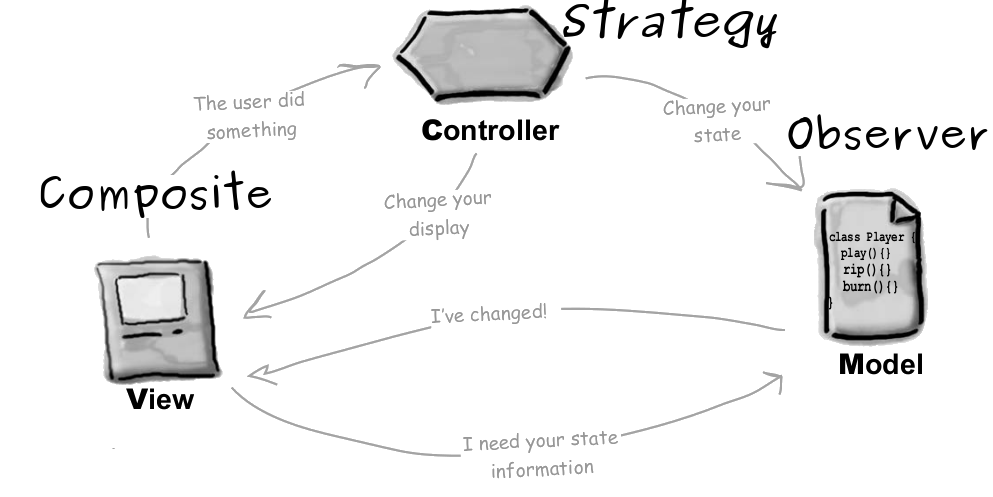 Strategy
The user did
something
Controller
Change your
state
Observer
Composite
Change your
display
class Player {
play(){}
rip(){}
burn(){}
}
I've changed!
View
Model
I need your state
information